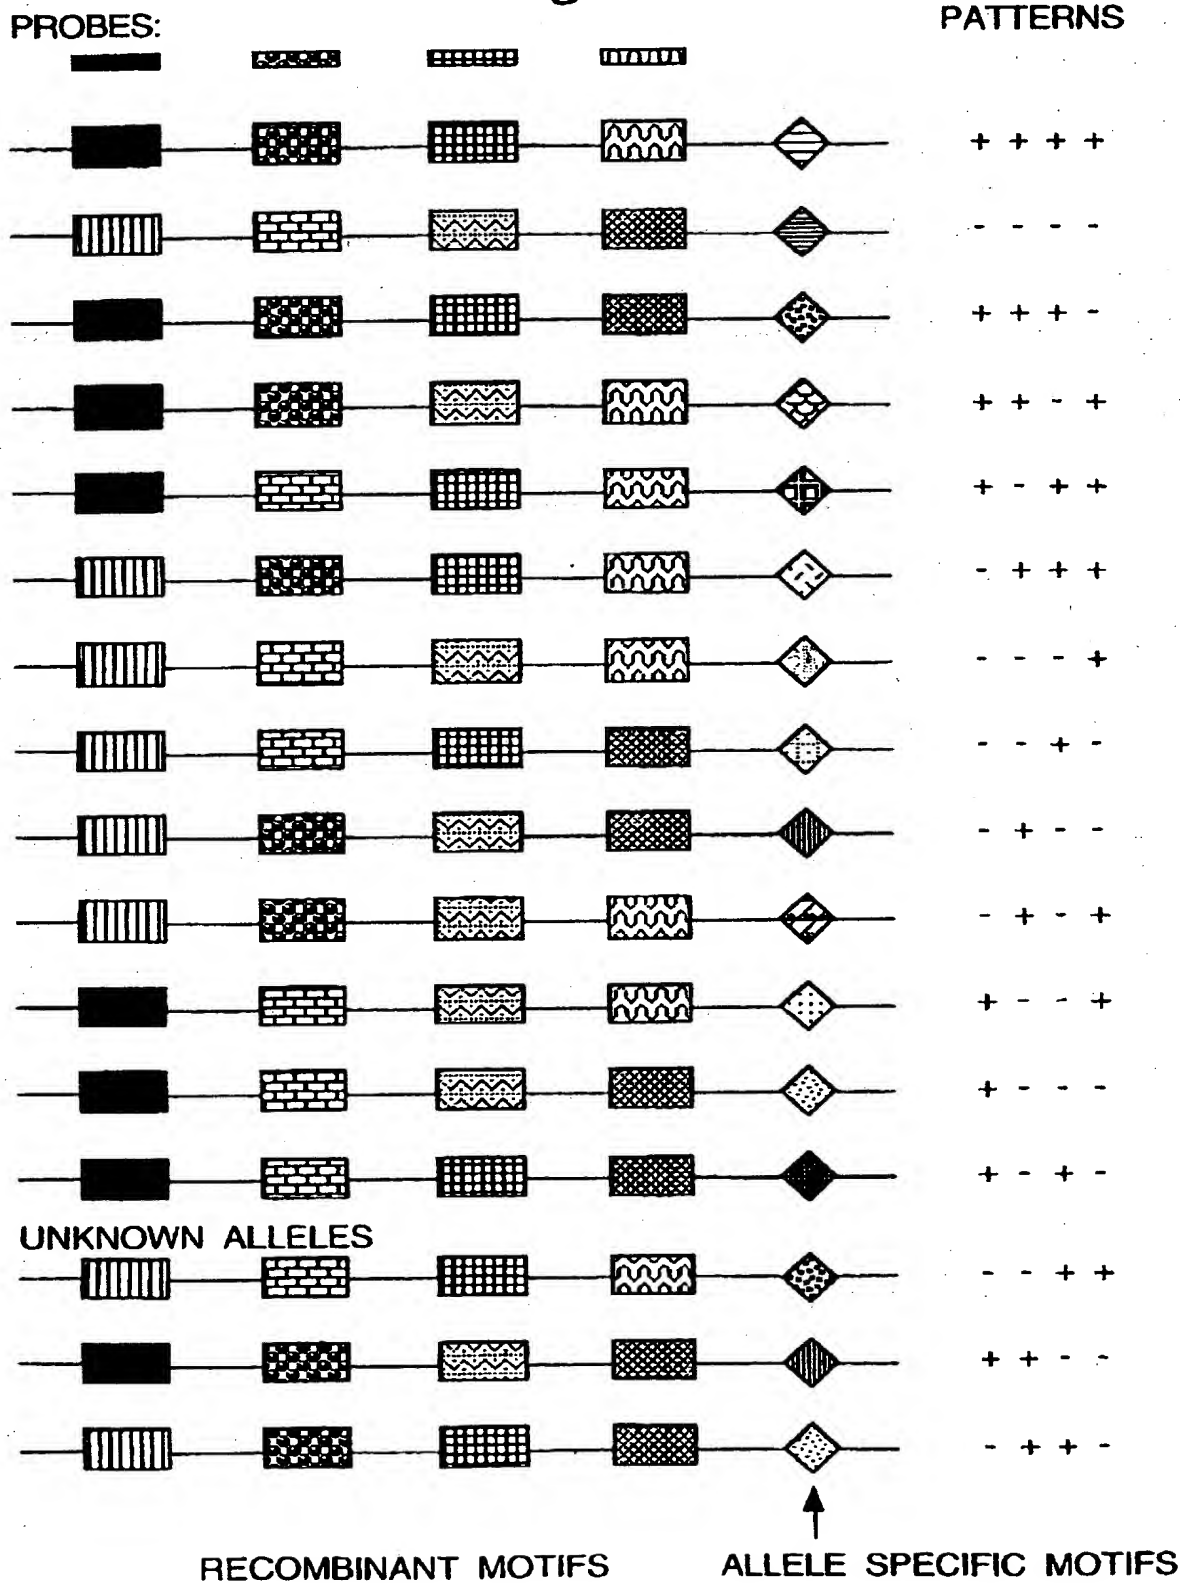 PROBES:
PATTERNS
+ + + +
- - - -
+ + + -
+ + - +
+ - + +
- + + +
- - - +
- - + -
- + - -
- + - +
+ - - +
+ - - -
+ - + -
UNKNOWN ALLELES
- - + +
+ + - -
- + + -
RECOMBINANT MOTIFS
ALLELE SPECIFIC MOTIFS